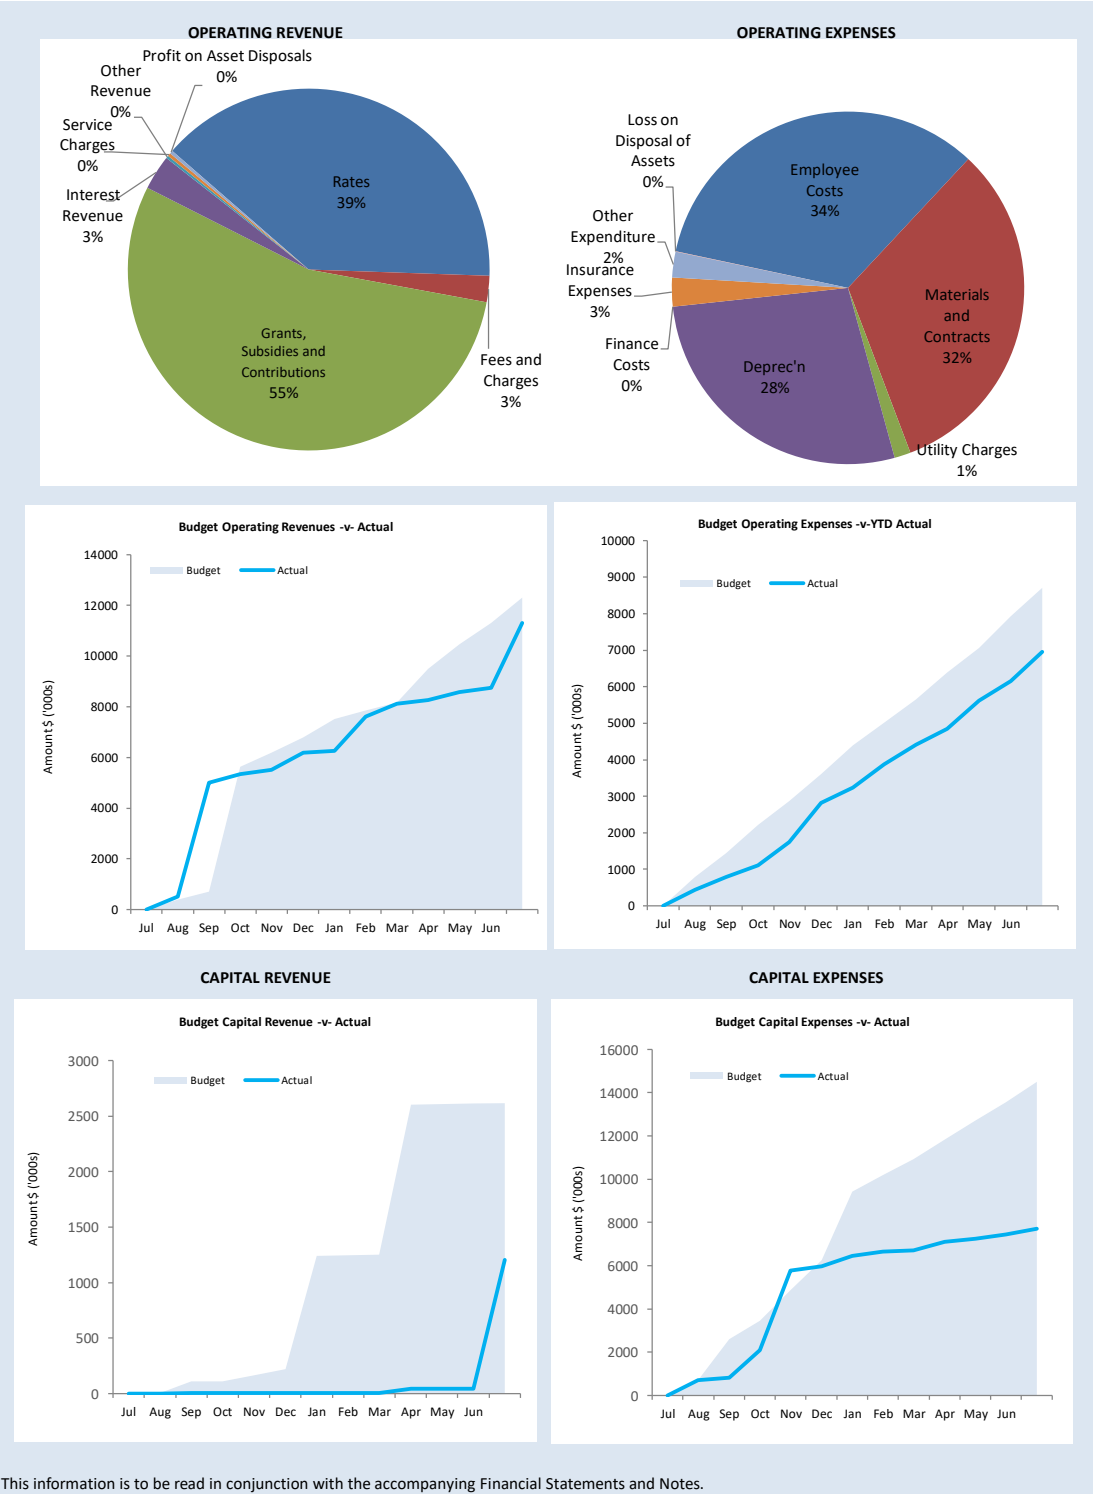 OPERATING REVENUE
Profit on Asset Disposals
0%
Other
Revenue
0%
Service
Charges
0%
Interest
Revenue
3%
Rates
39%
Grants,
Subsidies and
Contributions
55%
Fees and
Charges
3%
OPERATING EXPENSES
Loss on
Disposal of
Assets
0%
Other
Expenditure
2%
Insurance
Expenses
3%
Finance
Costs
0%
Employee
Costs
34%
Materials
and
Contracts
32%
Deprec'n
28%
Utility Charges
1%
Budget Operating Revenues -v- Actual
Budget Actual
Amount $ ('000s)
14000
12000
10000
8000
6000
4000
2000
0
Jul Aug Sep Oct Nov Dec Jan Feb Mar Apr May Jun
Budget Operating Expenses -v-YTD Actual
Budget Actual
Amount $ ('000s)
10000
9000
8000
7000
6000
5000
4000
3000
2000
1000
0
Jul Aug Sep Oct Nov Dec Jan Feb Mar Apr May Jun
CAPITAL REVENUE
Budget Capital Revenue -v- Actual
Budget Actual
Amount $ ('000s)
3000
2500
2000
1500
1000
500
0
Jul Aug Sep Oct Nov Dec Jan Feb Mar Apr May Jun
CAPITAL EXPENSES
Budget Capital Expenses -v- Actual
Budget Actual
Amount $ ('000s)
16000
14000
12000
10000
8000
6000
4000
2000
0
Jul Aug Sep Oct Nov Dec Jan Feb Mar Apr May Jun
This information is to be read in conjunction with the accompanying Financial Statements and Notes.